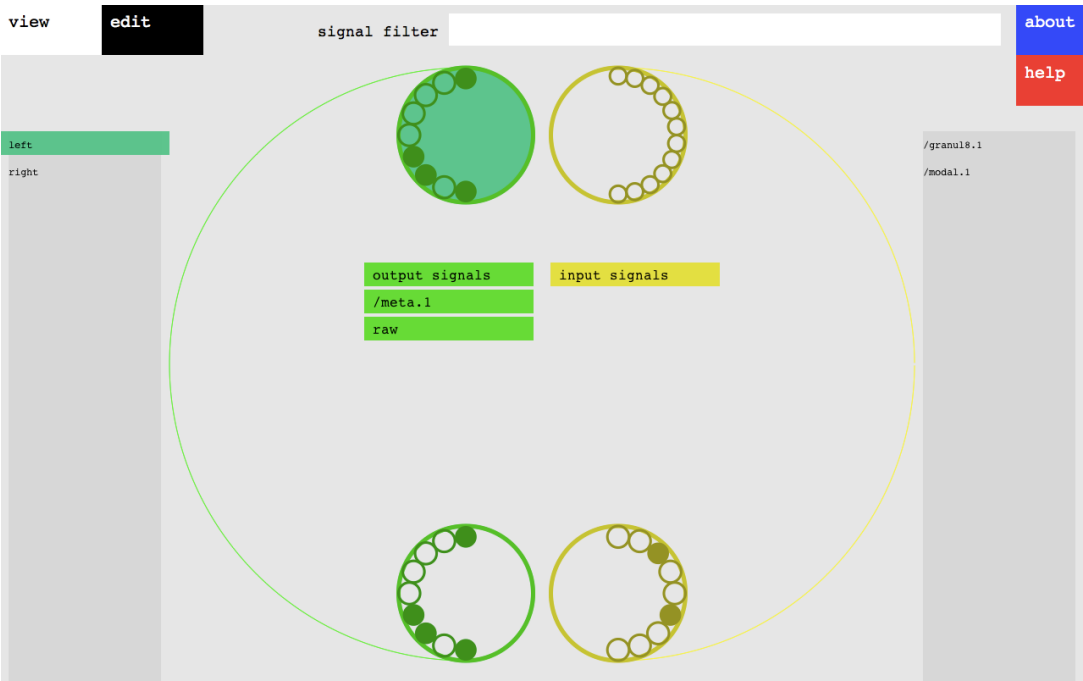 view
edit
signal filter
about
help
left
right
/granul8.1
/modal.1
output signals
input signals
/meta.1
raw